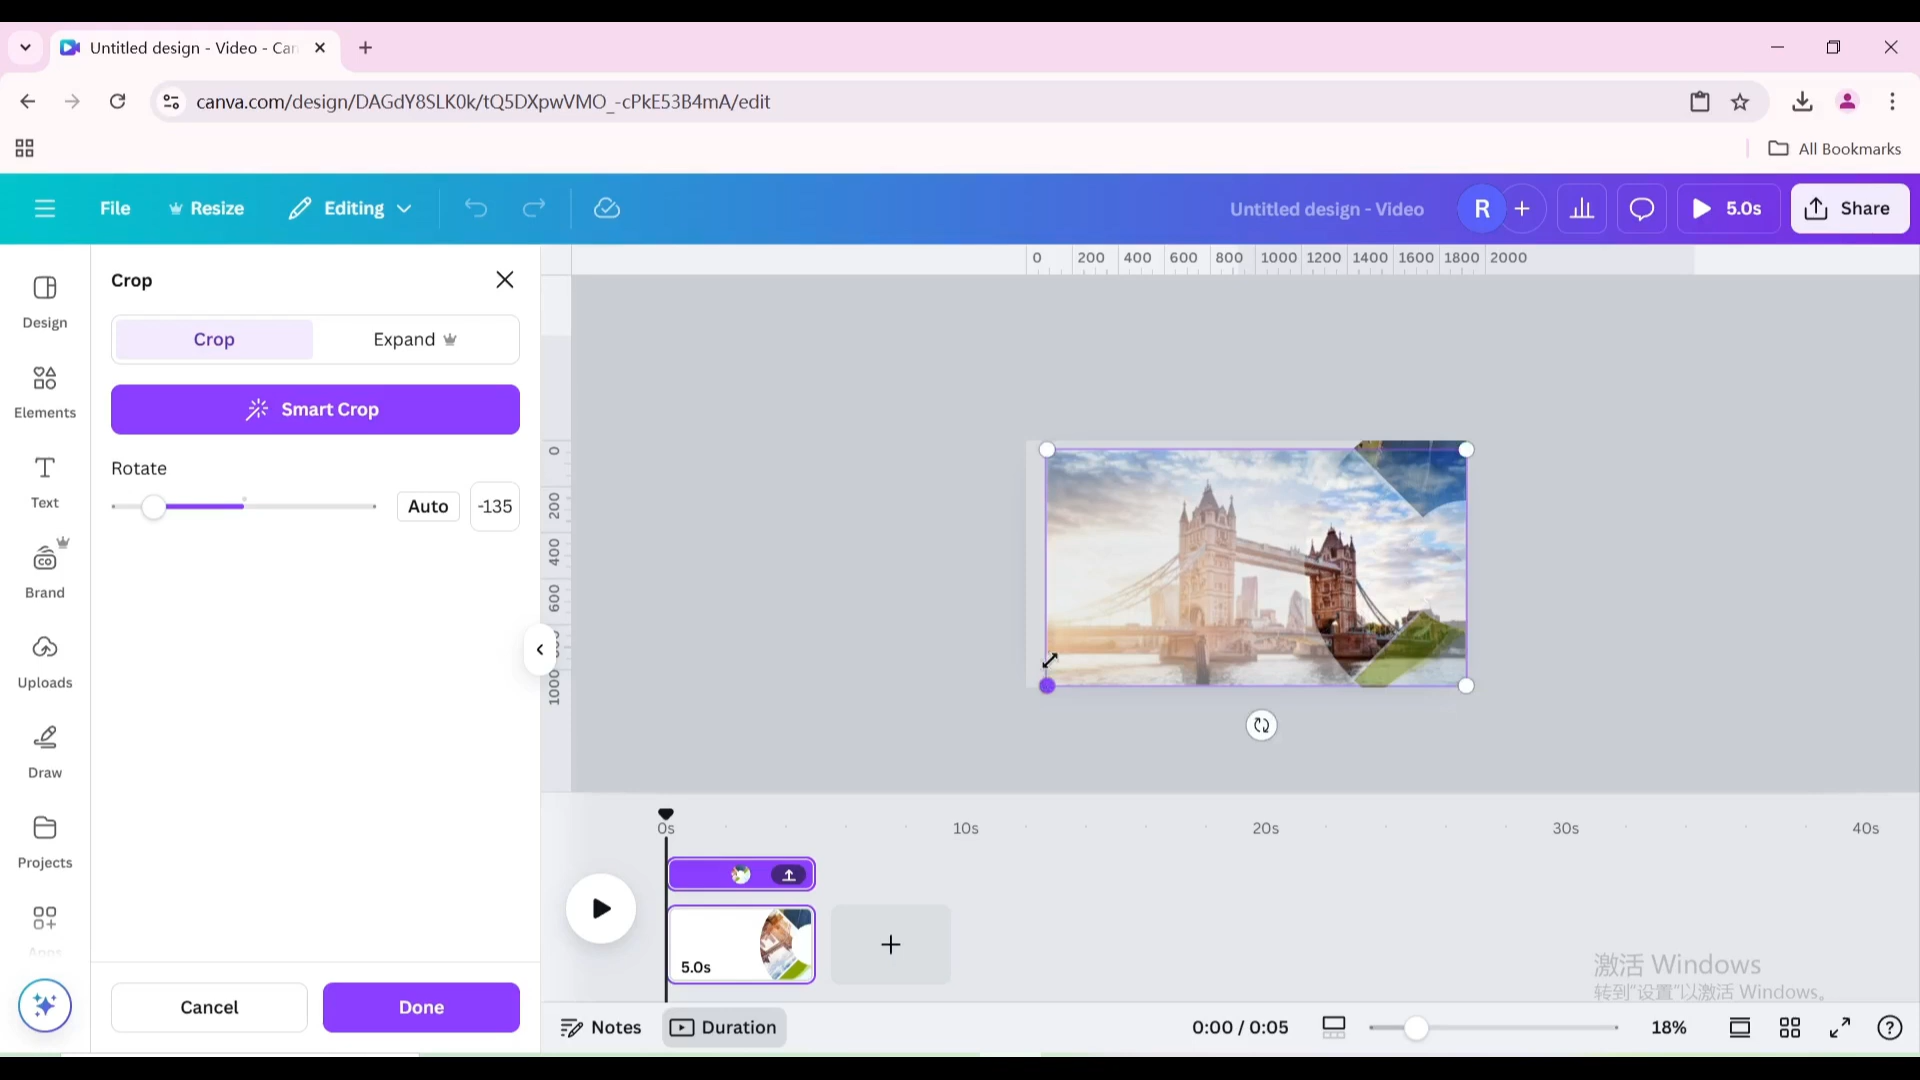 Untitled design - Video - Can
canva.com/design/DAGdY8SLK0k/tQ5DXpwVMO_-cPkE53B4mA/edit
All Bookmarks
File
Resize
Editing
Untitled design - Video
R
5.0s
Share
0 200 400 600 800 1000 1200 1400 1600 1800 2000
Design
Elements
Text
Brand
Uploads
Draw
Projects
Apps
Crop
Crop
Expand
Smart Crop
Rotate
Auto
-135
Cancel
Done
0
200
400
600
1000
0s
10s
20s
30s
40s
5.0s
激活 Windows
转到"设置"以激活 Windows。
Notes
Duration
0:00 / 0:05
18%